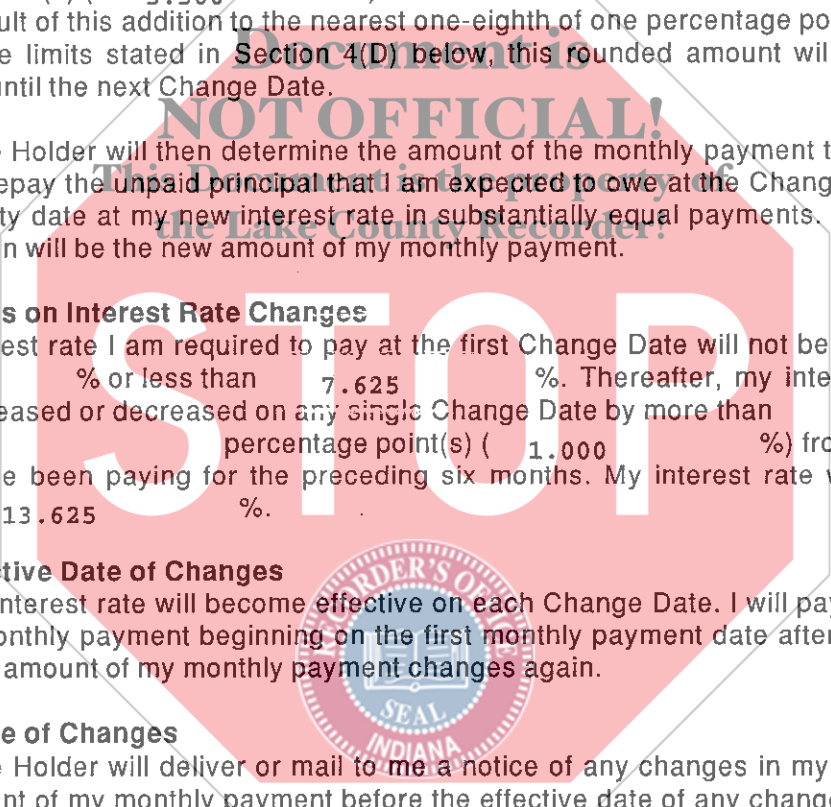 ult of this addition to the nearest one-eighth of one percentage po
e limits stated in Section 4(D) below, this rounded amount wil
until the next Change Date.
Document is
NOT OFFICIAL!
This Document is the property of
the Lake County Recorder!
Holder will then determine the amount of the monthly payment t
epay the unpaid principal that I am expected to owe at the Chang
ty date at my new interest rate in substantially equal payments.
n will be the new amount of my monthly payment.
s on Interest Rate Changes
est rate I am required to pay at the first Change Date will not be
% or less than 7.625 %. Thereafter, my inte
eased or decreased on any single Change Date by more than
percentage point(s) ( 1.000 %) fro
e been paying for the preceding six months. My interest rate w
13.625 %.
STOP
tive Date of Changes
nterest rate will become effective on each Change Date. I will pay
onthly payment beginning on the first monthly payment date after
amount of my monthly payment changes again.
RECORDER'S OFFICE
SEAL
INDIANA
e of Changes
Holder will deliver or mail to me a notice of any changes in my
nt of my monthly payment before the effective date of any chang